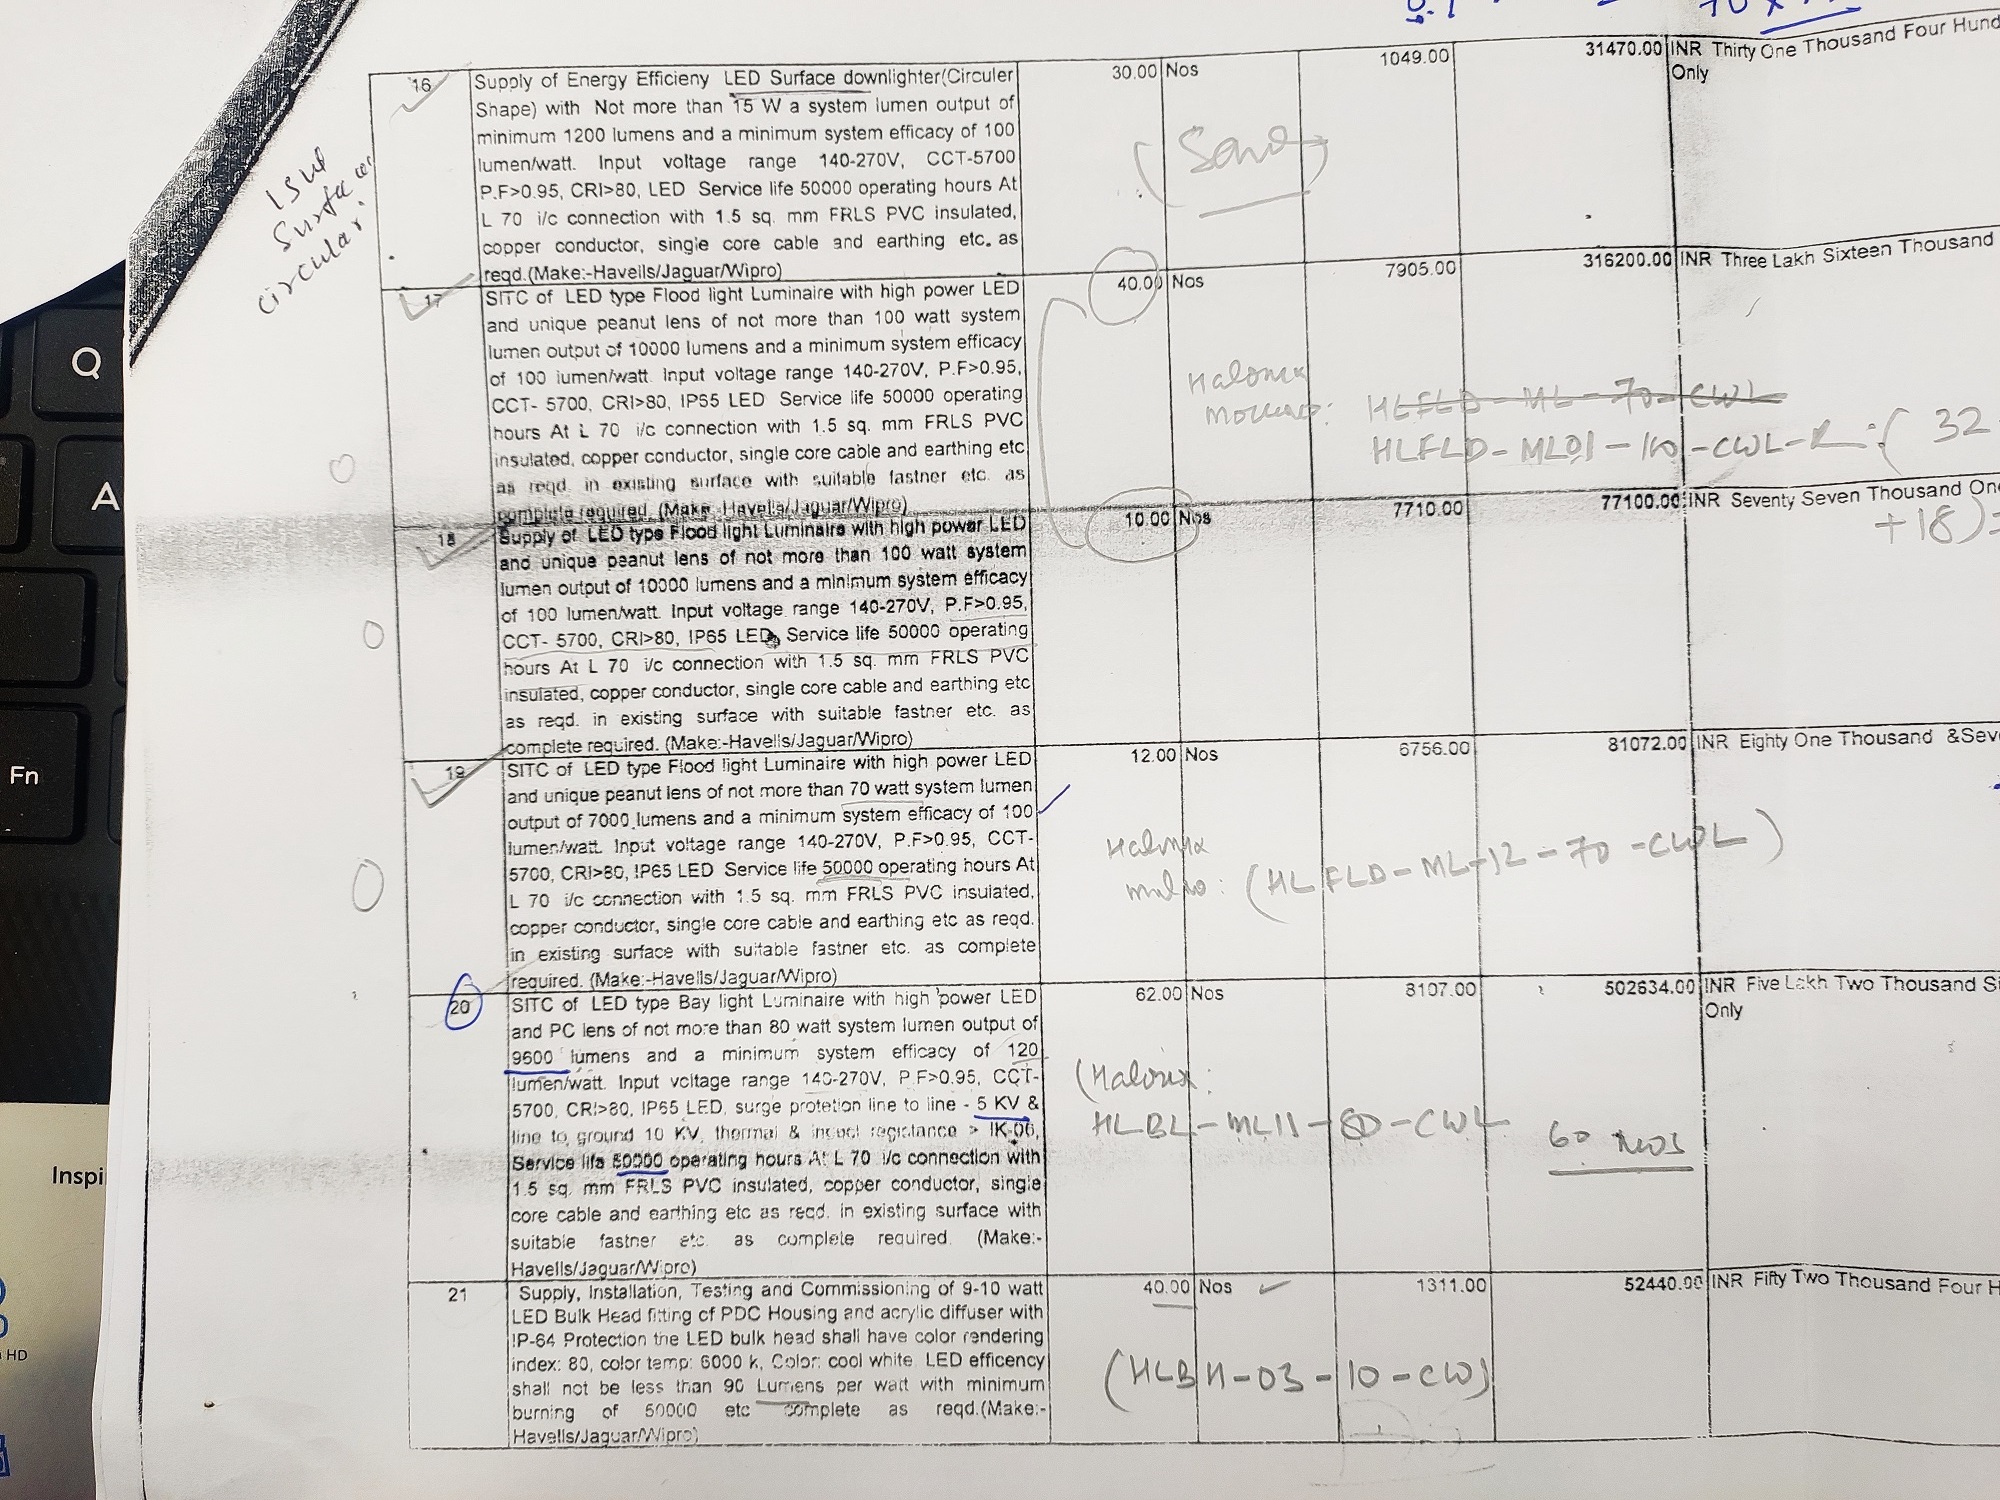 16
Supply of Energy Efficieny LED Surface downlighter(Circuler
Shape) with Not more than 15 W a system lumen output of
minimum 1200 lumens and a minimum system efficacy of 100
lumen/watt. Input voltage range 140-270V, CCT-5700
P.F>0.95, CRI>80, LED Service life 50000 operating hours At
L 70 i/c connection with 1.5 sq. mm FRLS PVC insulated,
copper conductor, single core cable and earthing etc. as
reqd.(Make:-Havells/Jaguar/Wipro)
30.00 Nos
1049.00
31470.00 INR Thirty One Thousand Four Hund
Only
circular
17
SITC of LED type Flood light Luminaire with high power LED
and unique peanut lens of not more than 100 watt system
lumen output of 10000 lumens and a minimum system efficacy
of 100 lumen/watt. Input voltage range 140-270V, P.F>0.95,
CCT- 5700, CRI>80, IP65 LED Service life 50000 operating
hours At L 70 i/c connection with 1.5 sq. mm FRLS PVC
insulated, copper conductor, single core cable and earthing etc
as reqd. in existing surface with suitable fastner etc. as
complete required. (Make:-Havells/Jaguar/Wipro)
40.00 Nos
7905.00
316200.00 INR Three Lakh Sixteen Thousand
HLFLD-ML-70-CWL
32
+18)
18
Supply of LED type Flood light Luminaire with high power LED
and unique peanut lens of not more than 100 watt system
lumen output of 10000 lumens and a minimum system efficacy
of 100 lumen/watt. Input voltage range 140-270V, P.F>0.95,
CCT- 5700, CRI>80, IP65 LED Service life 50000 operating
hours At L 70 i/c connection with 1.5 sq. mm FRLS PVC
insulated, copper conductor, single core cable and earthing etc
as reqd. in existing surface with suitable fastner etc. as
complete required. (Make:-Havells/Jaguar/Wipro)
10.00 Nos
7710.00
77100.00 INR Seventy Seven Thousand One
19
SITC of LED type Flood light Luminaire with high power LED
and unique peanut lens of not more than 70 watt system lumen
output of 7000 lumens and a minimum system efficacy of 100
lumen/watt. Input voltage range 140-270V, P.F>0.95, CCT-
5700, CRI>80, IP65 LED Service life 50000 operating hours At
L 70 i/c connection with 1.5 sq. mm FRLS PVC insulated,
copper conductor, single core cable and earthing etc as reqd.
in existing surface with suitable fastner etc. as complete
required. (Make:-Havells/Jaguar/Wipro)
12.00 Nos
6756.00
81072.00 INR Eighty One Thousand &Sev
(HLFLD-ML-12-70-CWL)
20
SITC of LED type Bay light Luminaire with high power LED
and PC lens of not more than 80 watt system lumen output of
9600 lumens and a minimum system efficacy of 120
lumen/watt. Input voltage range 140-270V, P.F>0.95, CCT-
5700, CRI>80, IP65 LED, surge protetion line to line - 5 KV &
line to ground 10 KV, thermal & > IK-06,
Service life 50000 operating hours At L 70 i/c connection with
1.5 sq. mm FRLS PVC insulated, copper conductor, single
core cable and earthing etc as reqd. in existing surface with
suitable fastner etc. as complete required. (Make:-
Havells/Jaguar/Wipro)
62.00 Nos
8107.00
502634.00 INR Five Lakh Two Thousand Si
Only
(Halonix:
HLBL-ML11-80-CWL
60 Nos
21
Supply, Installation, Testing and Commissioning of 9-10 watt
LED Bulk Head fitting of PDC Housing and acrylic diffuser with
IP-64 Protection the LED bulk head shall have color rendering
index: 80, color temp: 6000 k, Color: cool white LED efficency
shall not be less than 90 Lumens per watt with minimum
burning of 50000 etc complete as reqd.(Make:-
Havells/Jaguar/Wipro)
40.00 Nos
1311.00
52440.00 INR Fifty Two Thousand Four H
(HLBH-03-10-CW)
Q
A
Fn
Inspi
HD